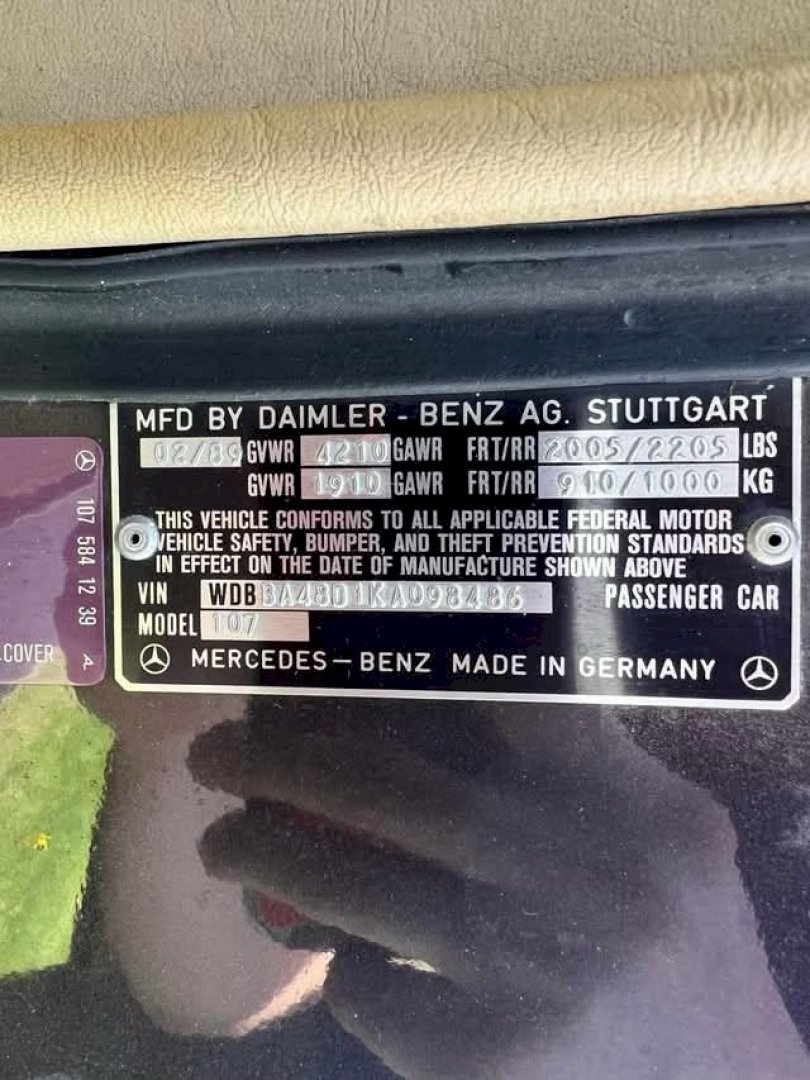 MFD BY DAIMLER - BENZ AG. STUTTGART
02/89 GVWR 4210 GAWR FRT/RR 2005/2205 LBS
GVWR 1910 GAWR FRT/RR 910/1000 KG
THIS VEHICLE CONFORMS TO ALL APPLICABLE FEDERAL MOTOR
VEHICLE SAFETY, BUMPER, AND THEFT PREVENTION STANDARDS
IN EFFECT ON THE DATE OF MANUFACTURE SHOWN ABOVE
VIN WDBBA48D1KA098486 PASSENGER CAR
MODEL 107
MERCEDES - BENZ MADE IN GERMANY
107 584 12 39 A
COVER